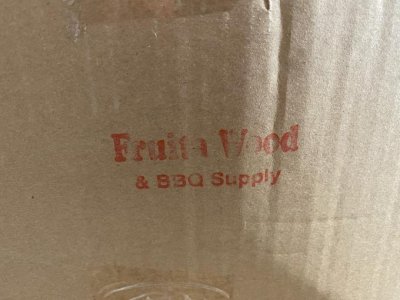 Fruita Wood
& BBQ Supply